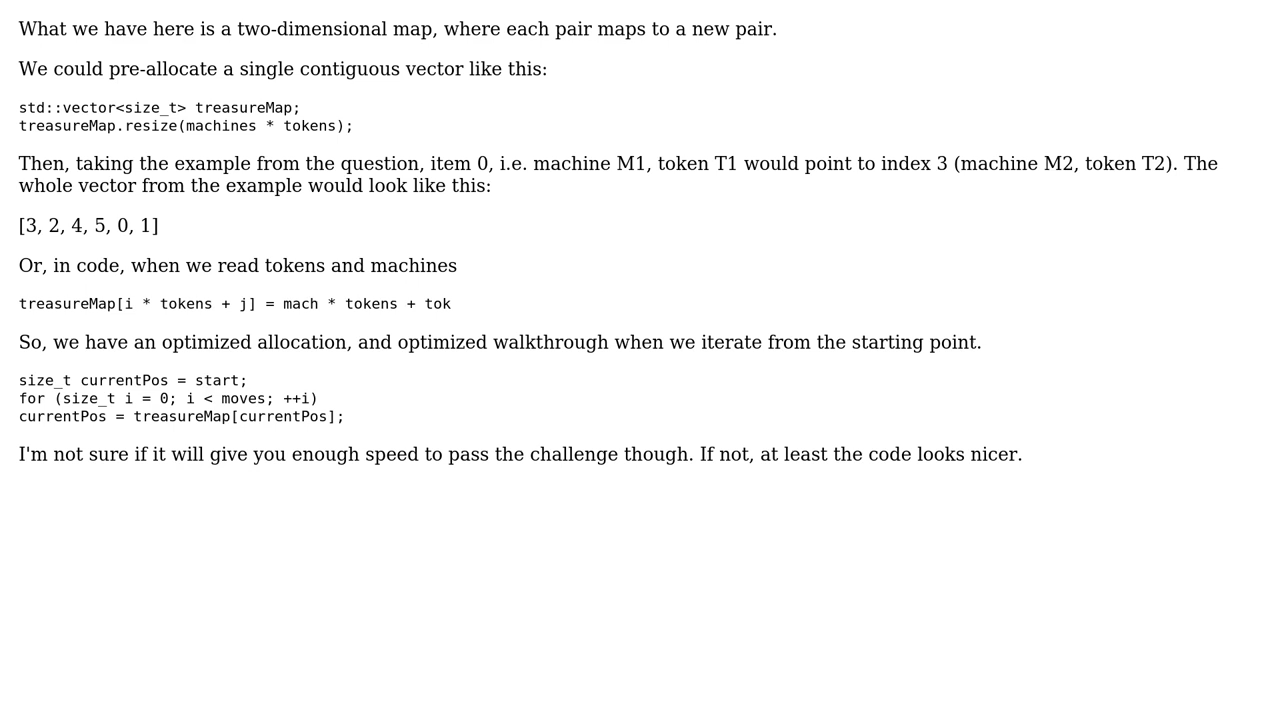 What we have here is a two-dimensional map, where each pair maps to a new pair.
We could pre-allocate a single contiguous vector like this:
std::vector<size_t> treasureMap;
treasureMap.resize(machines * tokens);
Then, taking the example from the question, item 0, i.e. machine M1, token T1 would point to index 3 (machine M2, token T2). The
whole vector from the example would look like this:
[3, 2, 4, 5, 0, 1]
Or, in code, when we read tokens and machines
treasureMap[i * tokens + j] = mach * tokens + tok
So, we have an optimized allocation, and optimized walkthrough when we iterate from the starting point.
size_t currentPos = start;
for (size_t i = 0; i < moves; ++i)
currentPos = treasureMap[currentPos];
I'm not sure if it will give you enough speed to pass the challenge though. If not, at least the code looks nicer.